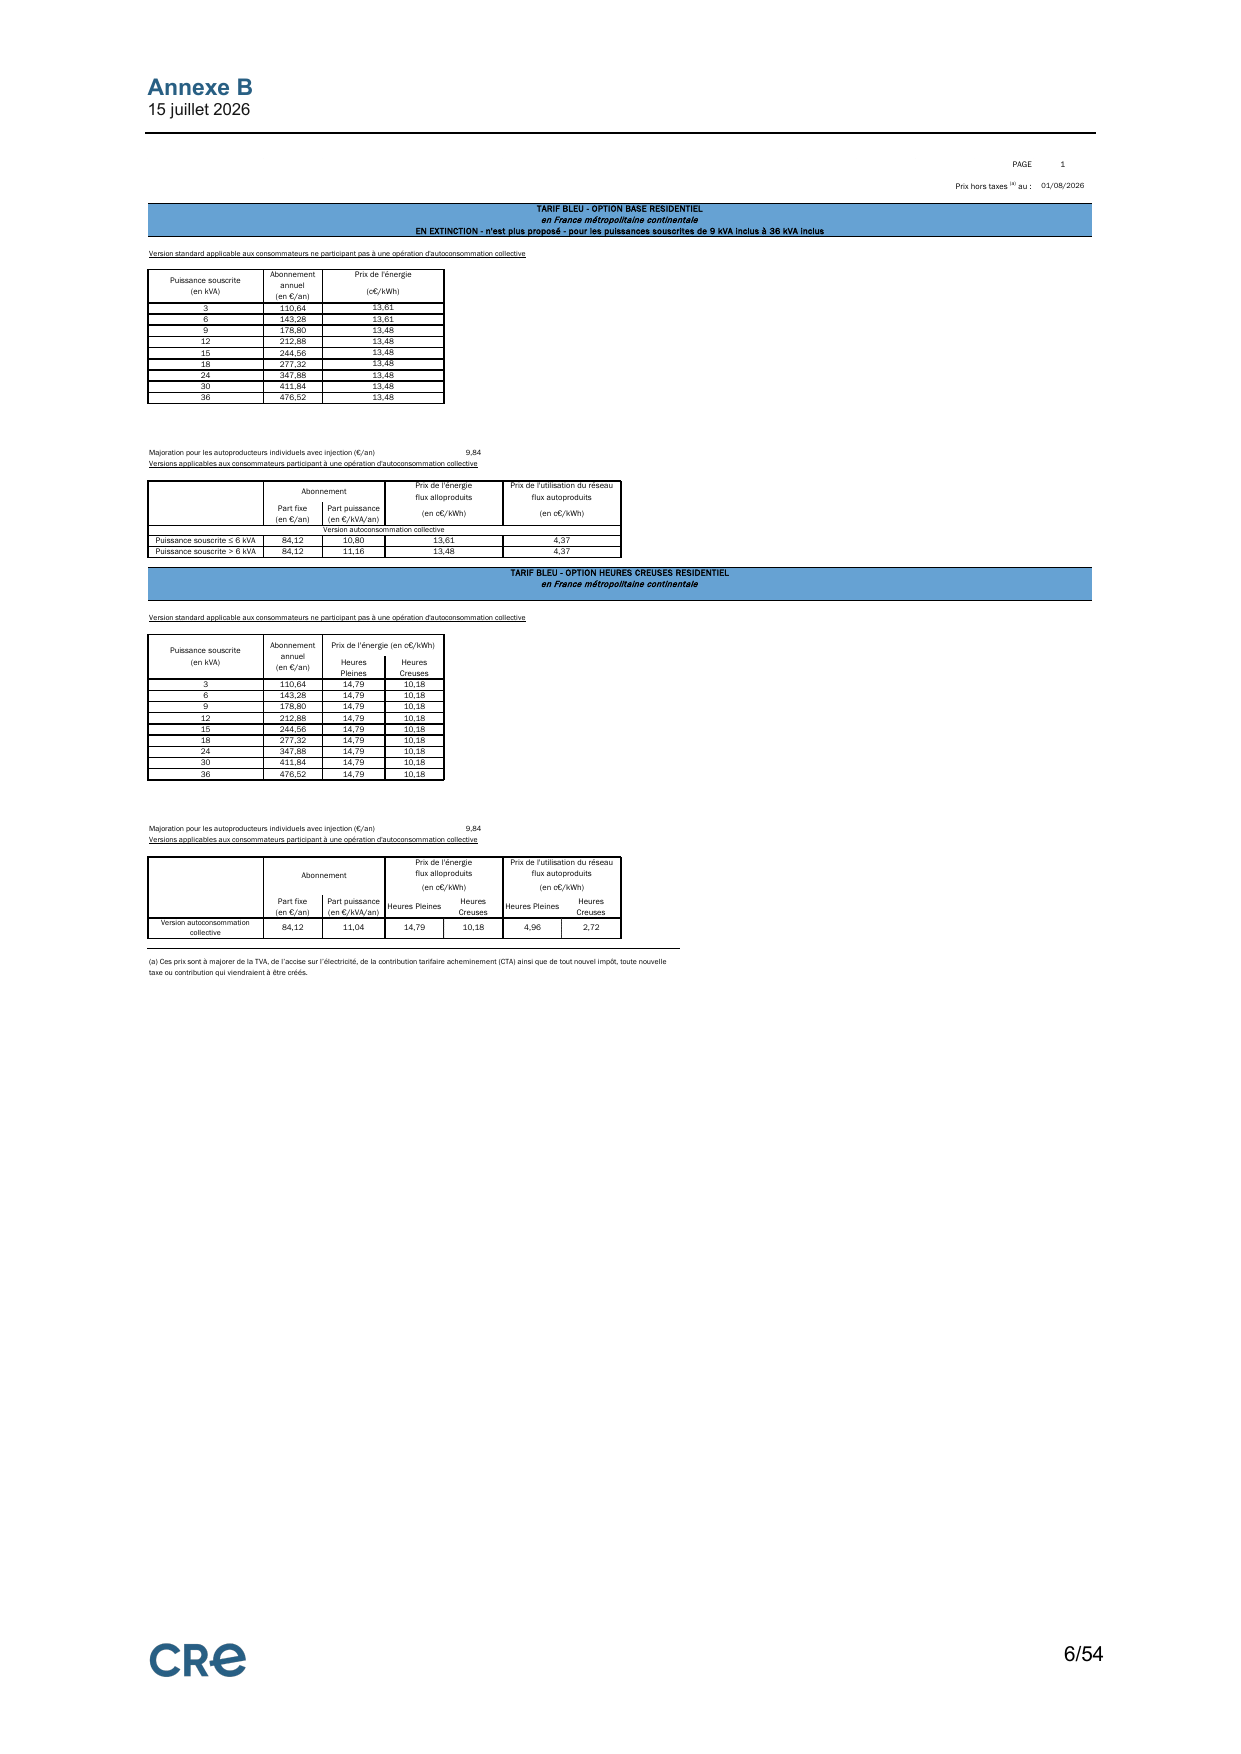 Annexe B
15 juillet 2026
PAGE 1
Prix hors taxes (a) au : 01/08/2026
TARIF BLEU - OPTION BASE RESIDENTIEL
en France métropolitaine continentale
EN EXTINCTION - n'est plus proposé - pour les puissances souscrites de 9 kVA inclus à 36 kVA inclus
Version standard applicable aux consommateurs ne participant pas à une opération d'autoconsommation collective
Puissance souscrite (en kVA) Abonnement annuel (en €/an) Prix de l'énergie (c€/kWh)
3 110,64 13,61
6 143,28 13,61
9 178,80 13,48
12 212,88 13,48
15 244,56 13,48
18 277,32 13,48
24 347,88 13,48
30 411,84 13,48
36 476,52 13,48
Majoration pour les autoproducteurs individuels avec injection (€/an) 9,84
Versions applicables aux consommateurs participant à une opération d'autoconsommation collective
Abonnement Prix de l'énergie flux alloproduits Prix de l'utilisation du réseau flux autoproduits
Part fixe (en €/an) Part puissance (en €/kVA/an) (en c€/kWh) (en c€/kWh)
Version autoconsommation collective
Puissance souscrite ≤ 6 kVA 84,12 10,80 13,61 4,37
Puissance souscrite > 6 kVA 84,12 11,16 13,48 4,37
TARIF BLEU - OPTION HEURES CREUSES RESIDENTIEL
en France métropolitaine continentale
Version standard applicable aux consommateurs ne participant pas à une opération d'autoconsommation collective
Puissance souscrite (en kVA) Abonnement annuel (en €/an) Prix de l'énergie (en c€/kWh)
Heures Pleines Heures Creuses
3 110,64 14,79 10,18
6 143,28 14,79 10,18
9 178,80 14,79 10,18
12 212,88 14,79 10,18
15 244,56 14,79 10,18
18 277,32 14,79 10,18
24 347,88 14,79 10,18
30 411,84 14,79 10,18
36 476,52 14,79 10,18
Majoration pour les autoproducteurs individuels avec injection (€/an) 9,84
Versions applicables aux consommateurs participant à une opération d'autoconsommation collective
Abonnement Prix de l'énergie flux alloproduits (en c€/kWh) Prix de l'utilisation du réseau flux autoproduits (en c€/kWh)
Part fixe (en €/an) Part puissance (en €/kVA/an) Heures Pleines Heures Creuses Heures Pleines Heures Creuses
Version autoconsommation collective 84,12 11,04 14,79 10,18 4,96 2,72
(a) Ces prix sont à majorer de la TVA, de l'accise sur l'électricité, de la contribution tarifaire acheminement (CTA) ainsi que de tout nouvel impôt, toute nouvelle
taxe ou contribution qui viendraient à être créés.
CRe
6/54